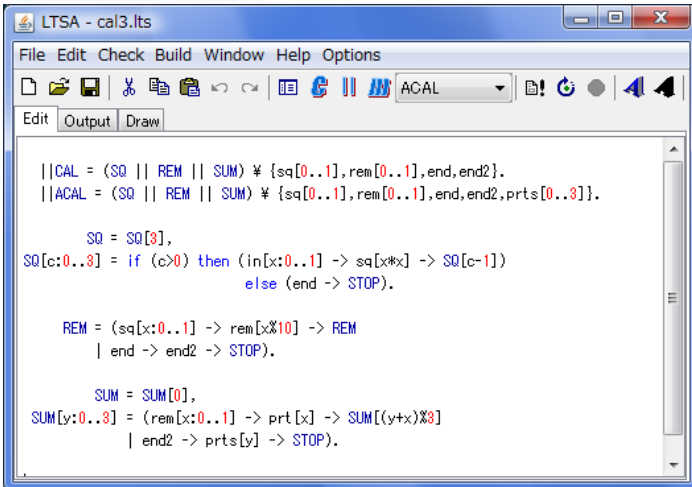 LTSA - cal3.lts
File Edit Check Build Window Help Options
ACAL
Edit Output Draw
||CAL = (SQ || REM || SUM) ¥ {sq[0..1],rem[0..1],end,end2}.
||ACAL = (SQ || REM || SUM) ¥ {sq[0..1],rem[0..1],end,end2,prts[0..3]}.
SQ = SQ[3],
SQ[c:0..3] = if (c>0) then (in[x:0..1] -> sq[x*x] -> SQ[c-1])
else (end -> STOP).
REM = (sq[x:0..1] -> rem[x%10] -> REM
| end -> end2 -> STOP).
SUM = SUM[0],
SUM[y:0..3] = (rem[x:0..1] -> prt[x] -> SUM[(y+x)%3]
| end2 -> prts[y] -> STOP).